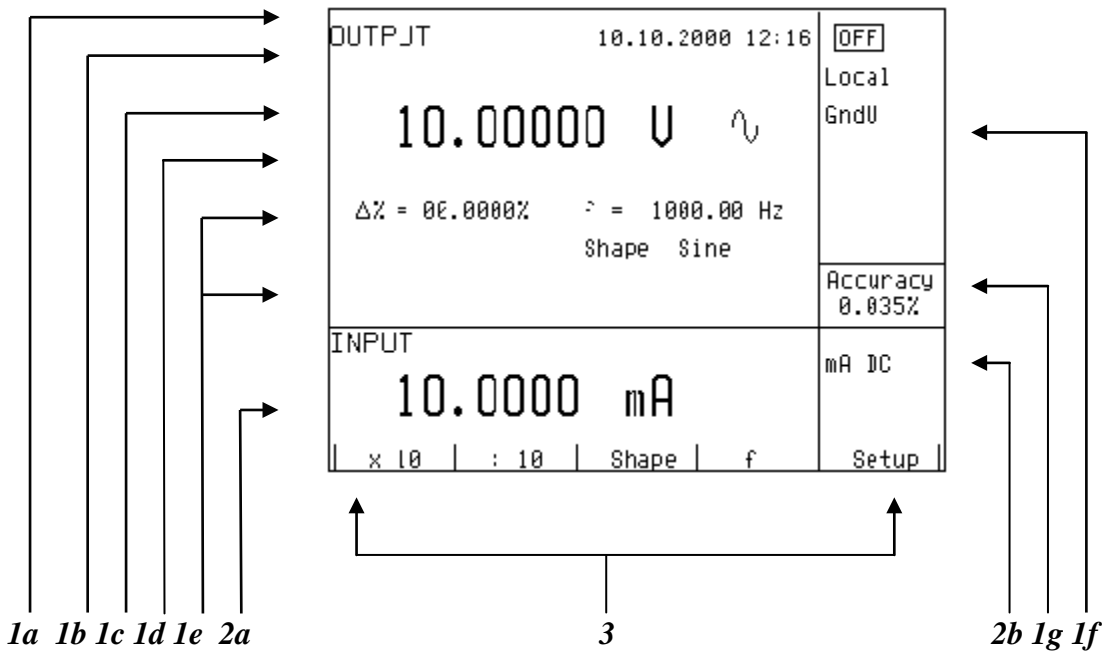 OUTPUT 10.10.2000 12:16 OFF
Local
10.00000 V GndU
Δ% = 00.0000% = 1000.00 Hz
Shape Sine
Accuracy
0.035%
INPUT
mA DC
10.0000 mA
x 10 : 10 Shape f Setup
1a 1b 1c 1d 1e 2a 3 2b 1g 1f